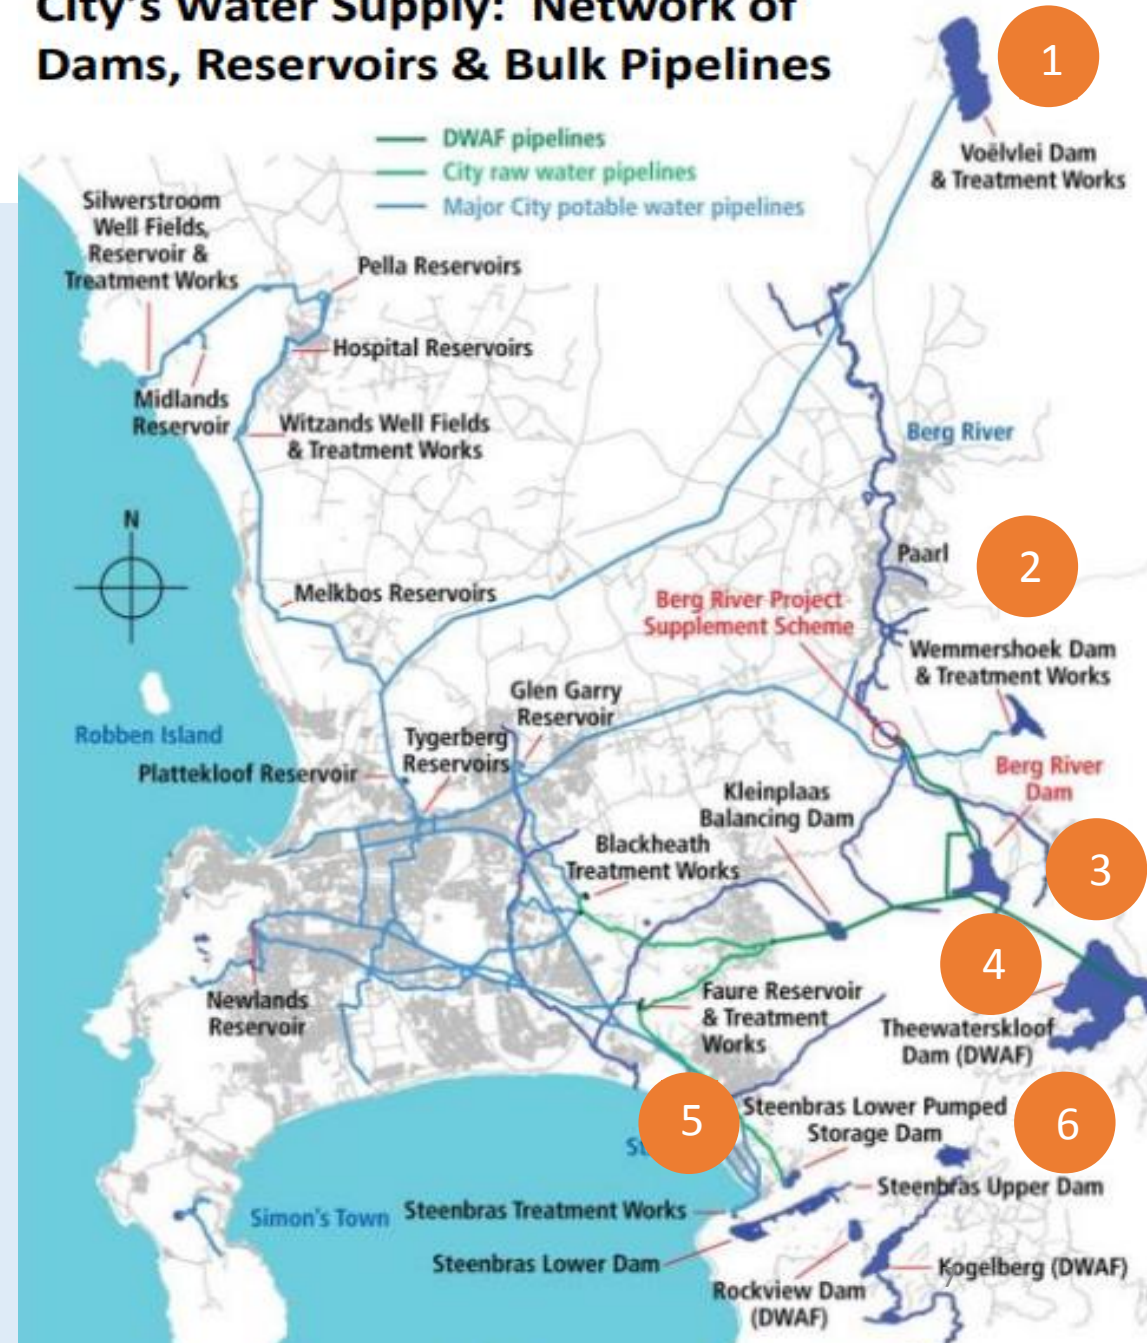 City's Water Supply: Network of
Dams, Reservoirs & Bulk Pipelines
1
DWAF pipelines
City raw water pipelines
Major City potable water pipelines
Voëlvlei Dam
& Treatment Works
Silwerstroom
Well Fields,
Reservoir &
Treatment Works
Pella Reservoirs
Hospital Reservoirs
Midlands
Reservoir
Witzands Well Fields
& Treatment Works
Berg River
N
Paarl
2
Melkbos Reservoirs
Berg River Project
Supplement Scheme
Wemmershoek Dam
& Treatment Works
Glen Garry
Reservoir
Robben Island
Tygerberg
Reservoirs
Plattekloof Reservoir
Berg River
Dam
Kleinplaas
Balancing Dam
Blackheath
Treatment Works
3
4
Newlands
Reservoir
Faure Reservoir
& Treatment
Works
Theewaterskloof
Dam (DWAF)
5
6
Steenbras Lower Pumped
Storage Dam
St
Steenbras Upper Dam
Simon's Town
Steenbras Treatment Works
Steenbras Lower Dam
Kogelberg (DWAF)
Rockview Dam
(DWAF)